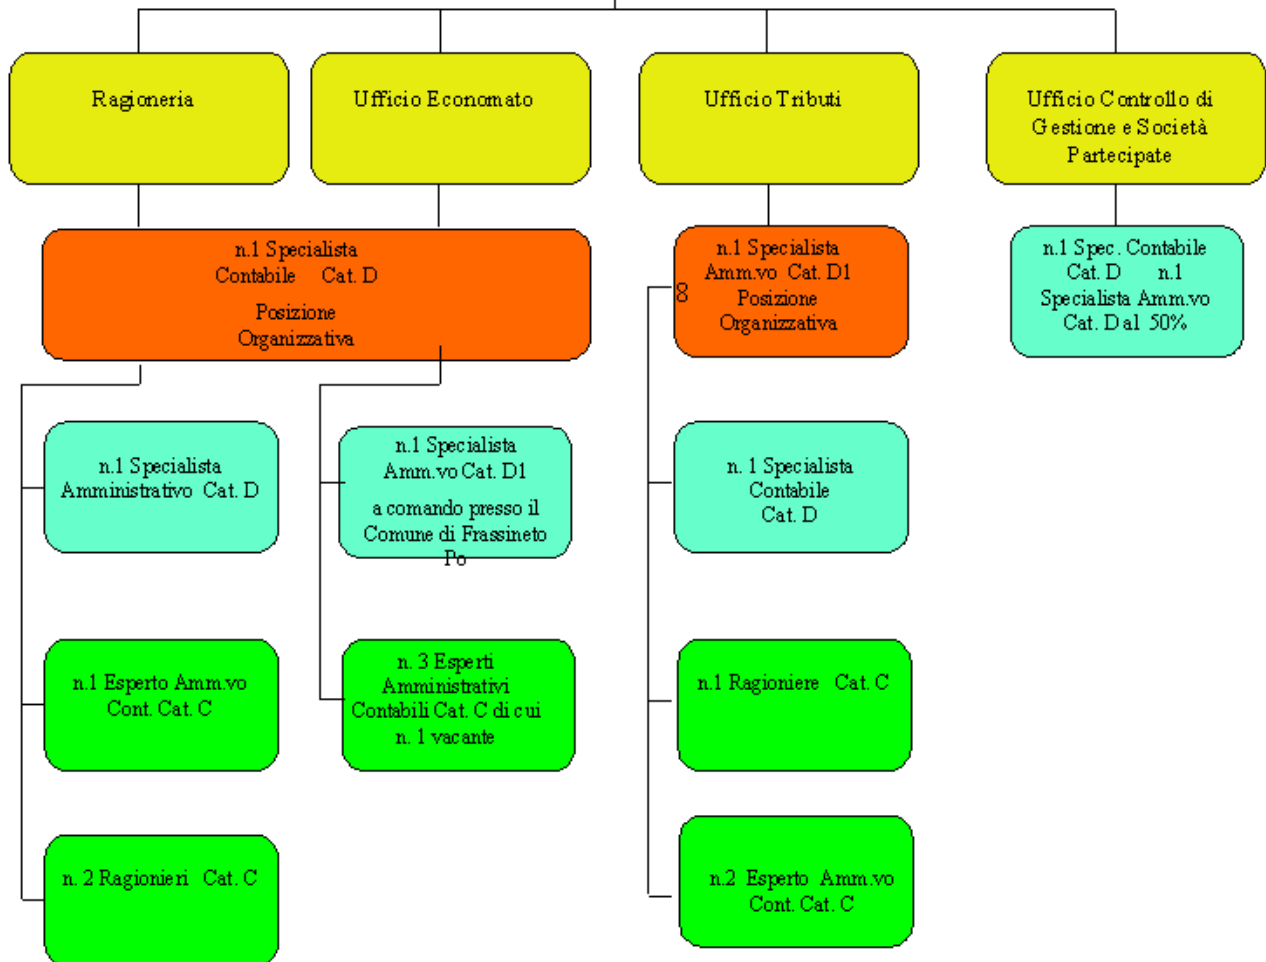 Ragioneria
Ufficio Economato
Ufficio Tributi
Ufficio Controllo di
Gestione e Società
Partecipate
n.1 Specialista
Contabile Cat. D
Posizione
Organizzativa
n.1 Specialista
Amm.vo Cat. D1
Posizione
Organizzativa
8
n.1 Spec. Contabile
Cat. D n.1
Specialista Amm.vo
Cat. D al 50%
n.1 Specialista
Amministrativo Cat. D
n.1 Specialista
Amm.vo Cat. D1
a comando presso il
Comune di Frassineto
Po
n. 1 Specialista
Contabile
Cat. D
n.1 Esperto Amm.vo
Cont. Cat. C
n. 3 Esperti
Amministrativi
Contabili Cat. C di cui
n. 1 vacante
n.1 Ragioniere Cat. C
n. 2 Ragionieri Cat. C
n.2 Esperto Amm.vo
Cont. Cat. C